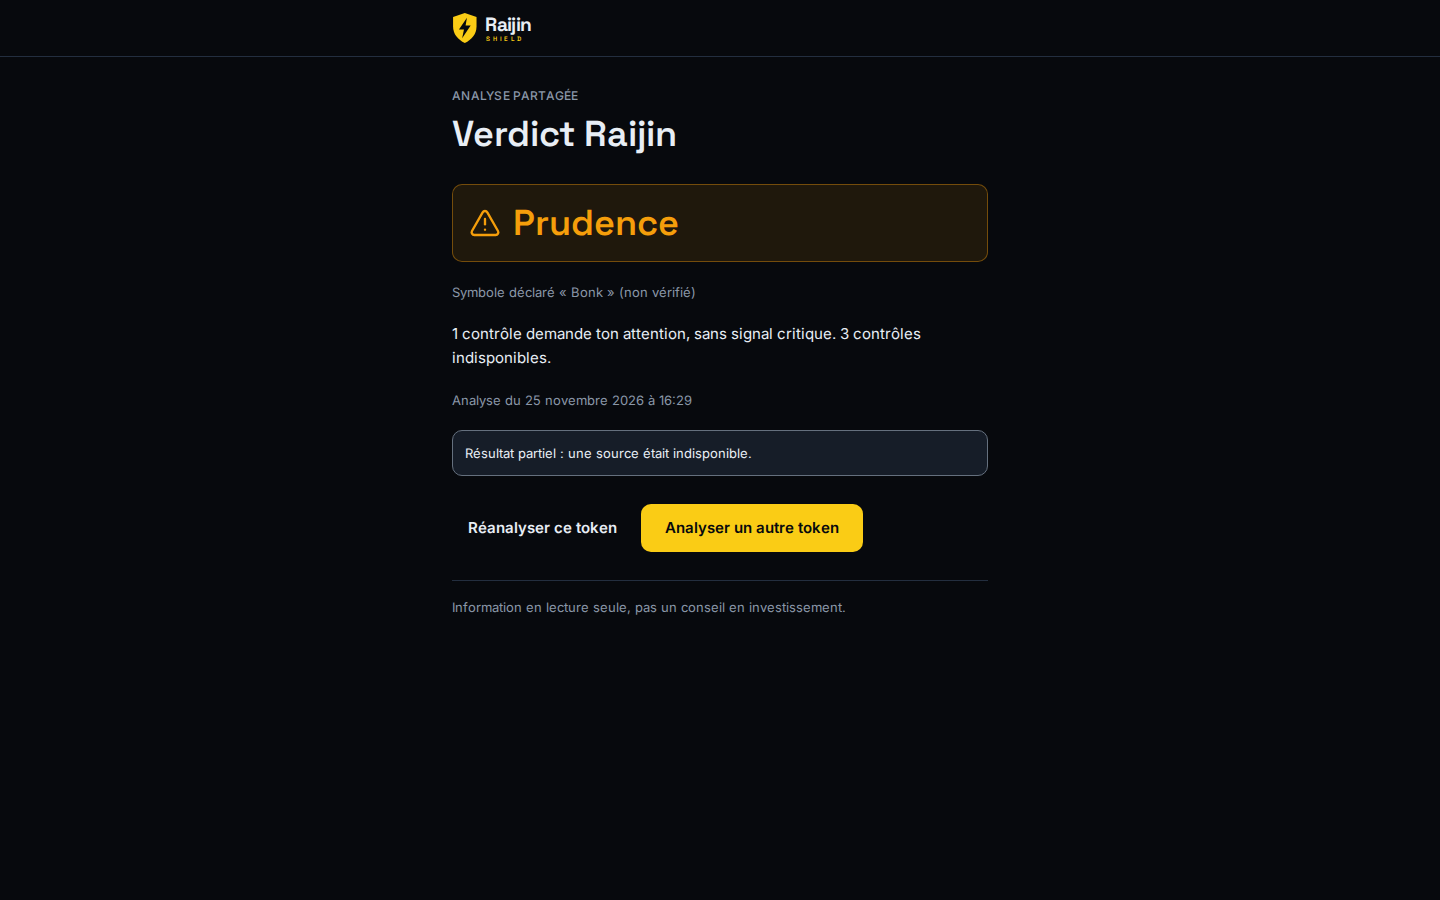 Raijin
SHIELD
ANALYSE PARTAGÉE
Verdict Raijin
Prudence
Symbole déclaré « Bonk » (non vérifié)
1 contrôle demande ton attention, sans signal critique. 3 contrôles
indisponibles.
Analyse du 25 novembre 2026 à 16:29
Résultat partiel : une source était indisponible.
Réanalyser ce token
Analyser un autre token
Information en lecture seule, pas un conseil en investissement.